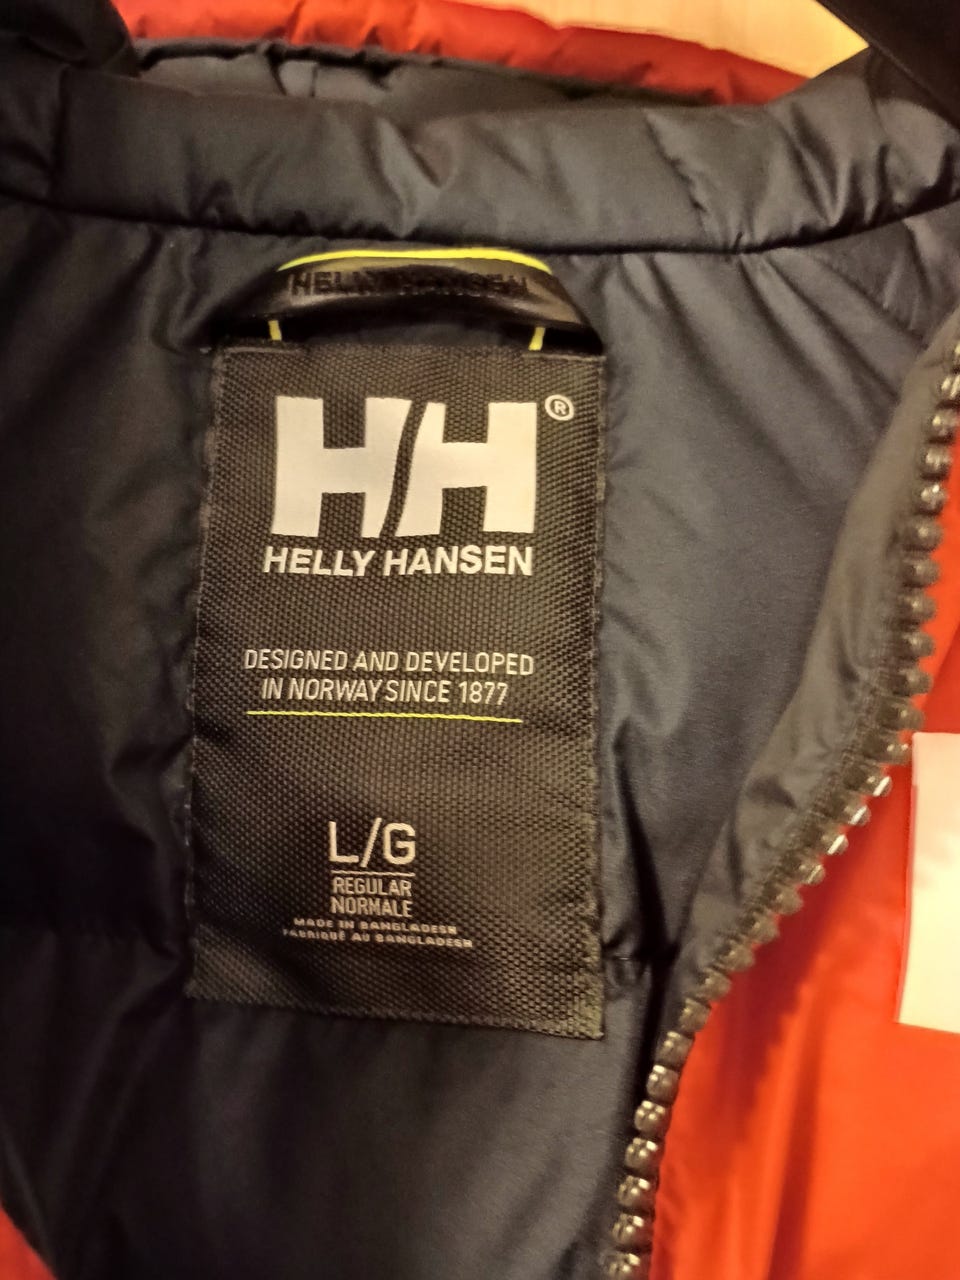 HELLY HANSEN
HH®
HELLY HANSEN
DESIGNED AND DEVELOPED
IN NORWAY SINCE 1877
L/G
REGULAR
NORMALE
MADE IN BANGLADESH
FABRIQUÉ AU BANGLADESH